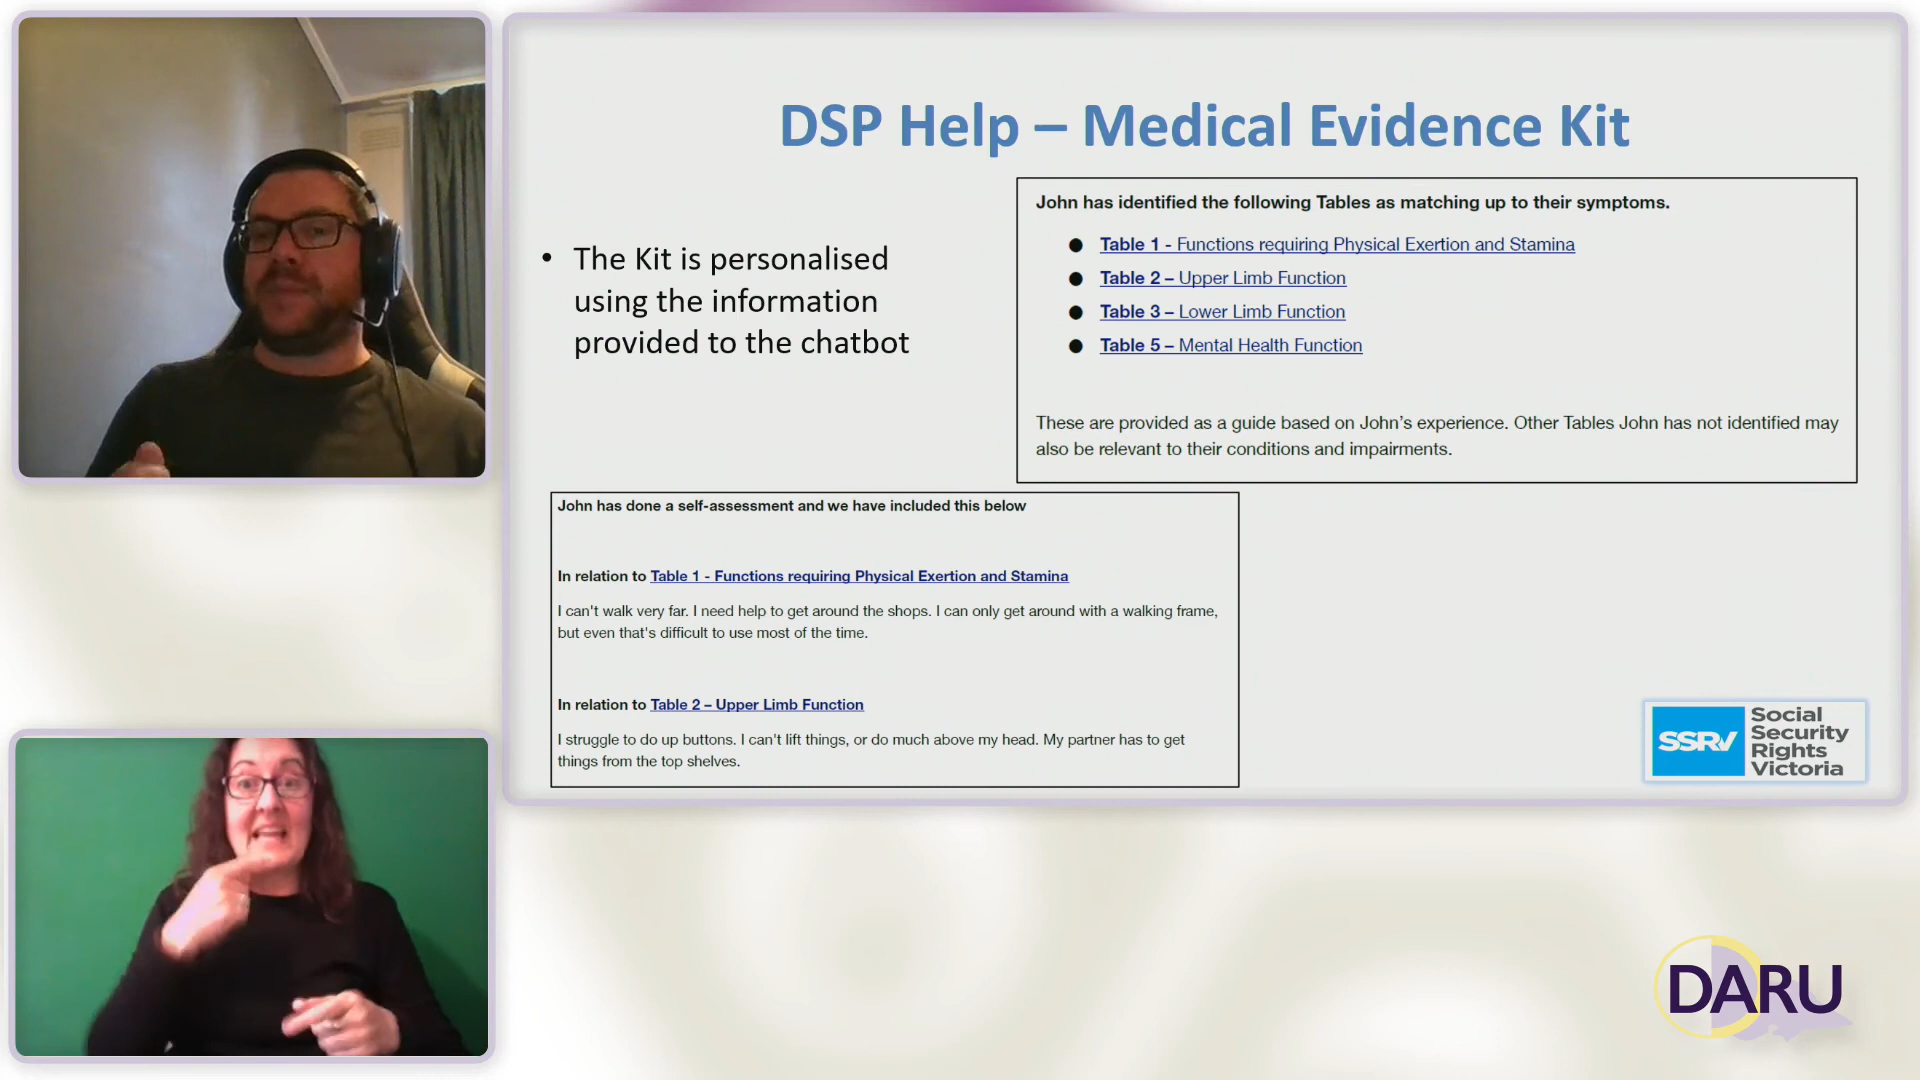 DSP Help – Medical Evidence Kit
• The Kit is personalised
using the information
provided to the chatbot
John has identified the following Tables as matching up to their symptoms.
● Table 1 - Functions requiring Physical Exertion and Stamina
● Table 2 – Upper Limb Function
● Table 3 – Lower Limb Function
● Table 5 – Mental Health Function
These are provided as a guide based on John's experience. Other Tables John has not identified may
also be relevant to their conditions and impairments.
John has done a self-assessment and we have included this below
In relation to Table 1 - Functions requiring Physical Exertion and Stamina
I can't walk very far. I need help to get around the shops. I can only get around with a walking frame,
but even that's difficult to use most of the time.
In relation to Table 2 – Upper Limb Function
I struggle to do up buttons. I can't lift things, or do much above my head. My partner has to get
things from the top shelves.
SSRV
Social
Security
Rights
Victoria
DARU